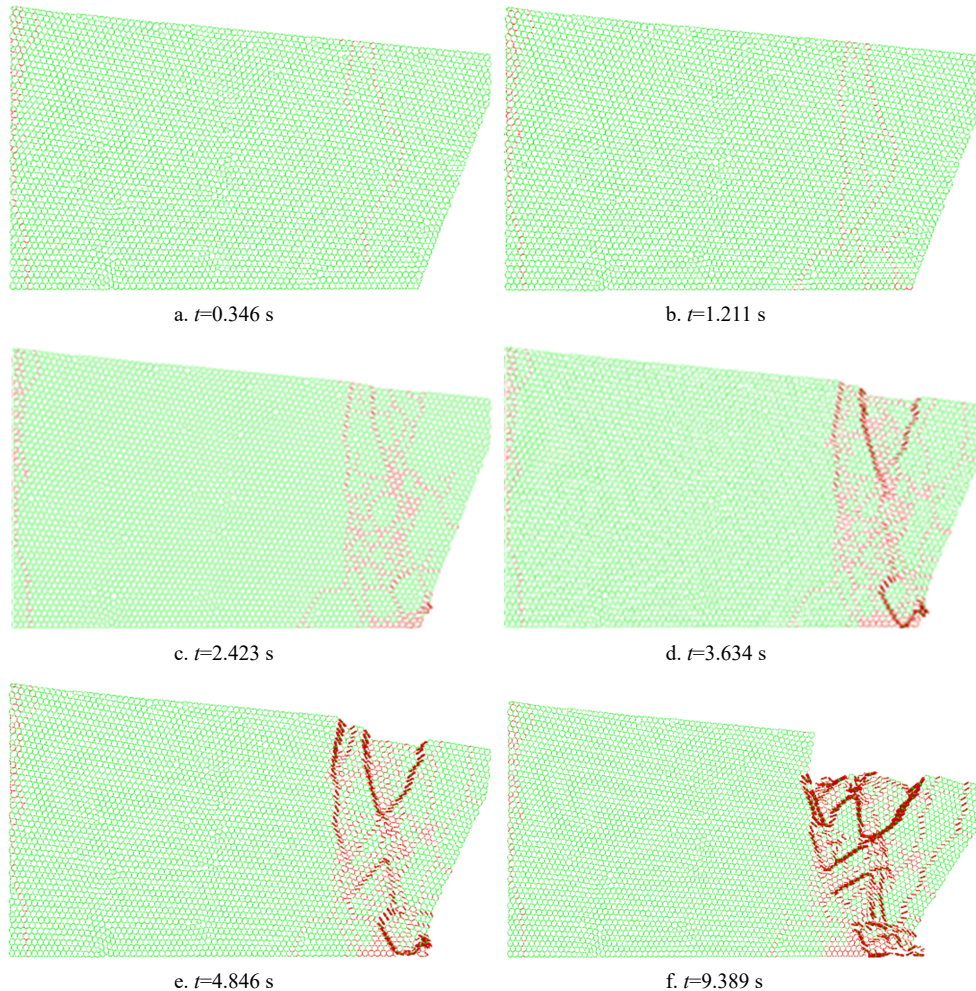 a. t=0.346 s
b. t=1.211 s
c. t=2.423 s
d. t=3.634 s
e. t=4.846 s
f. t=9.389 s